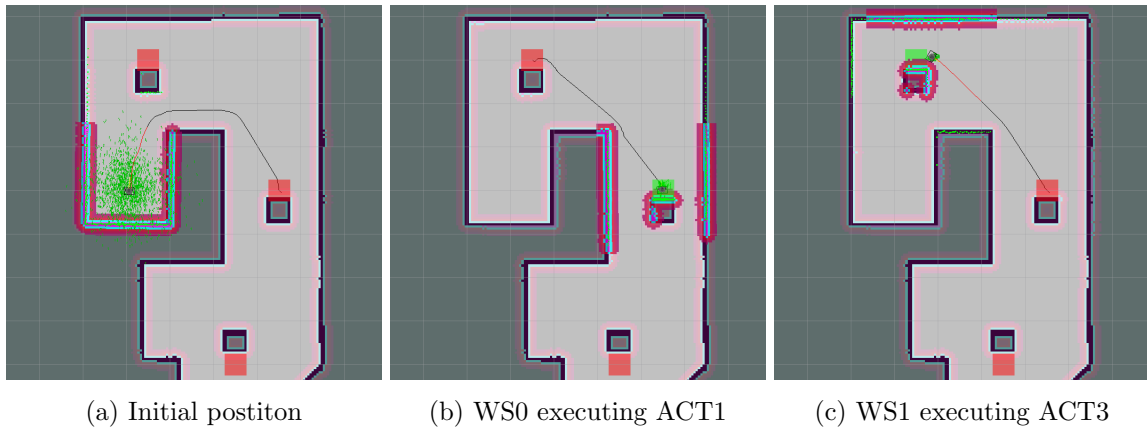 (a) Initial postiton
(b) WS0 executing ACT1
(c) WS1 executing ACT3